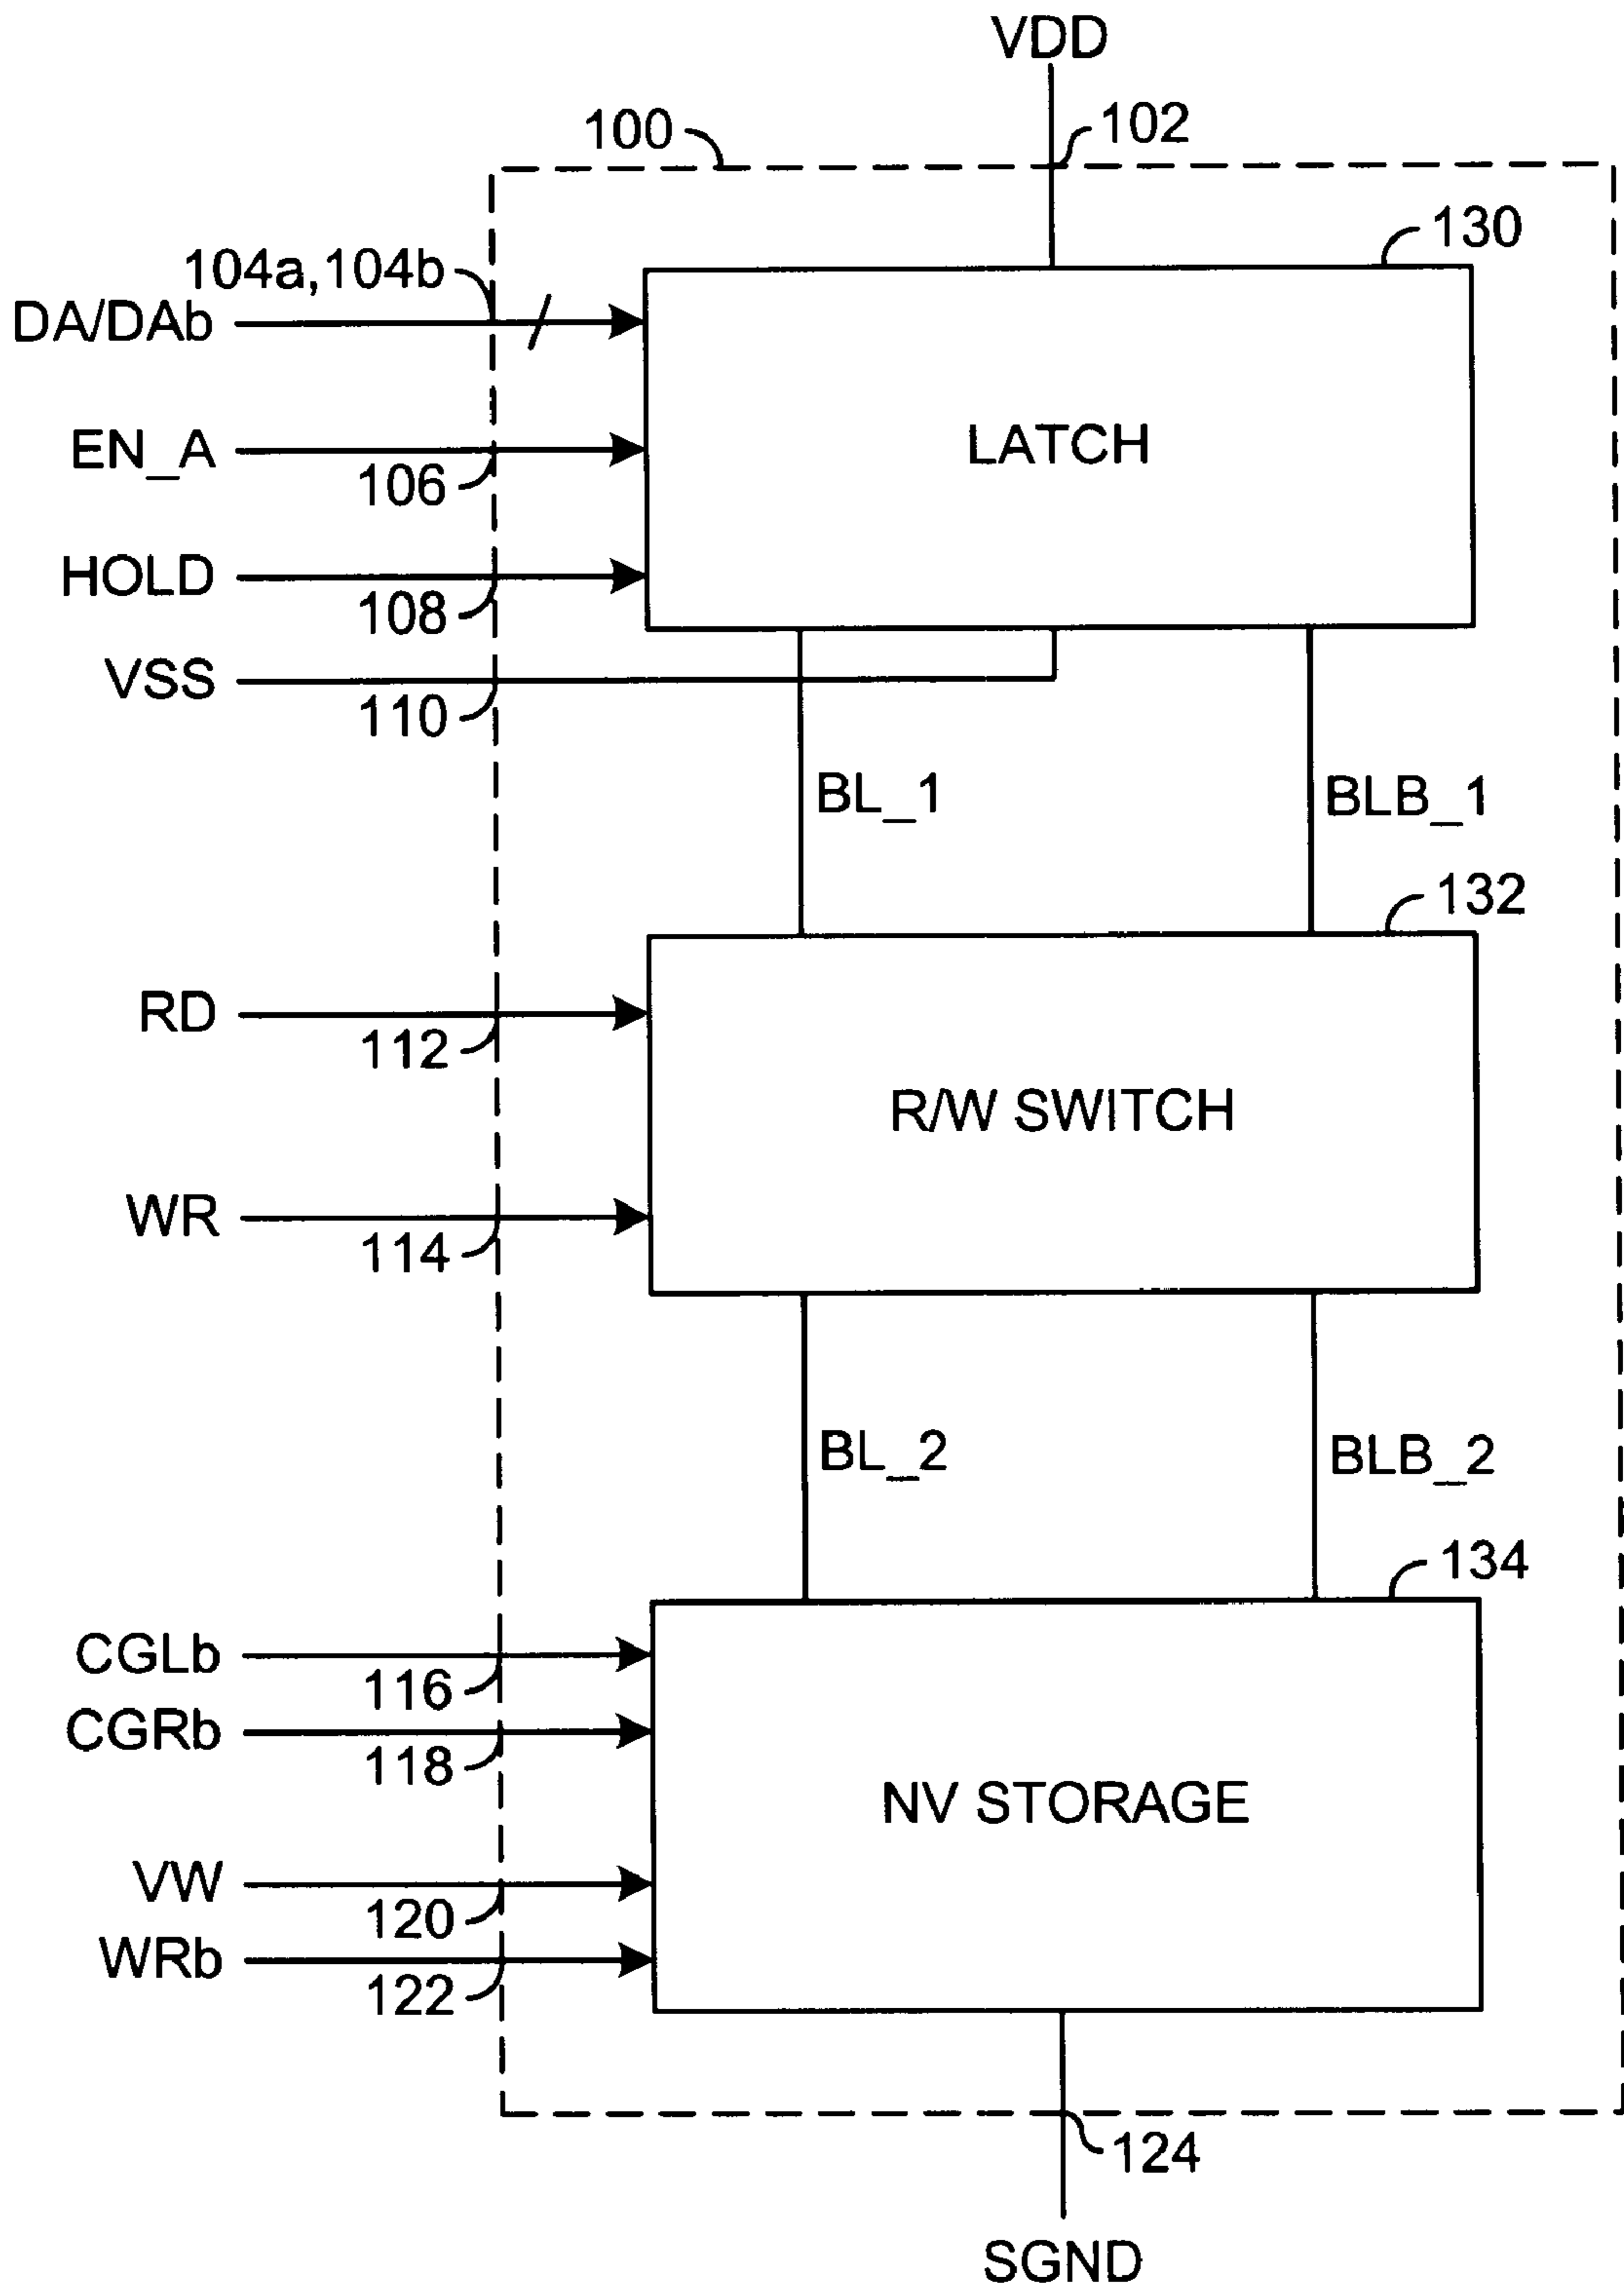 VDD
100
102
130
104a,104b
DA/DAb
LATCH
EN_A
106
HOLD
108
VSS
110
BL_1
BLB_1
132
RD
112
R/W SWITCH
WR
114
BL_2
BLB_2
134
CGLb
116
CGRb
118
NV STORAGE
VW
120
WRb
122
124
SGND